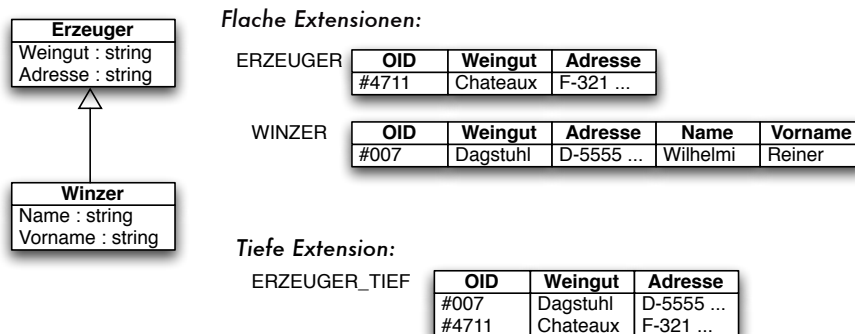 Flache Extensionen:
Erzeuger
Weingut : string
Adresse : string
ERZEUGER
OID Weingut Adresse
#4711 Chateaux F-321 ...
WINZER
OID Weingut Adresse Name Vorname
#007 Dagstuhl D-5555 ... Wilhelmi Reiner
Winzer
Name : string
Vorname : string
Tiefe Extension:
ERZEUGER_TIEF
OID Weingut Adresse
#007 Dagstuhl D-5555 ...
#4711 Chateaux F-321 ...